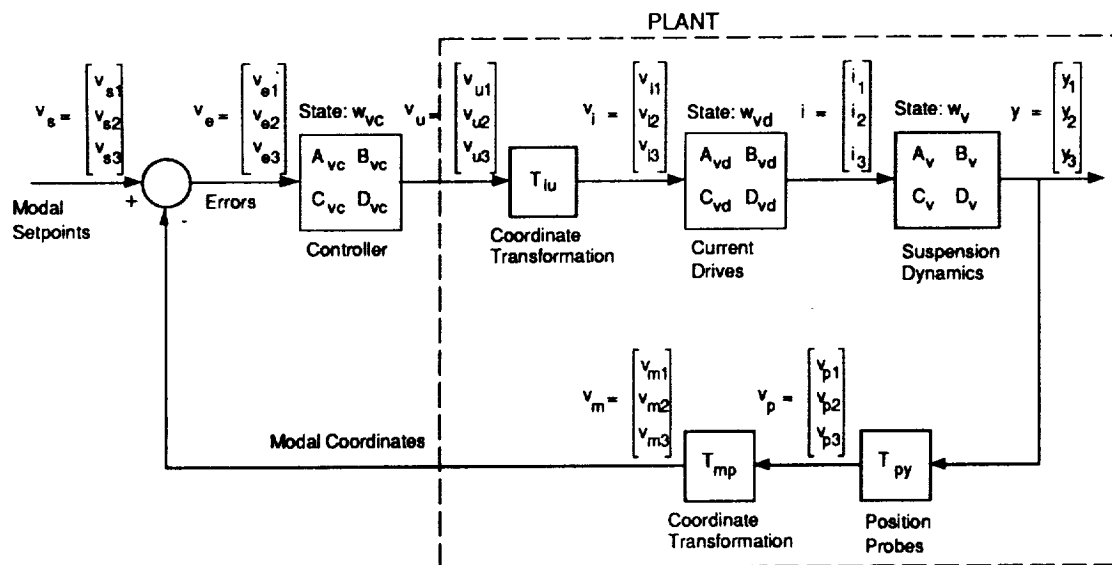 PLANT
v_s = [v_s1 v_s2 v_s3]
v_e = [v_e1 v_e2 v_e3]
State: w_vc
v_u = [v_u1 v_u2 v_u3]
v_i = [v_i1 v_i2 v_i3]
State: w_vd
i = [i_1 i_2 i_3]
State: w_v
y = [y_1 y_2 y_3]
+
-
Modal
Setpoints
Errors
A_vc B_vc
C_vc D_vc
Controller
T_iu
Coordinate
Transformation
A_vd B_vd
C_vd D_vd
Current
Drives
A_v B_v
C_v D_v
Suspension
Dynamics
v_m = [v_m1 v_m2 v_m3]
v_p = [v_p1 v_p2 v_p3]
Modal Coordinates
T_mp
Coordinate
Transformation
T_py
Position
Probes